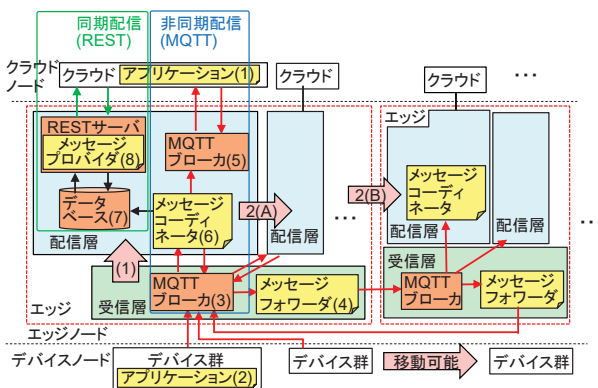 同期配信
(REST)
非同期配信
(MQTT)
クラウド
ノード
クラウド
アプリケーション(1)
クラウド
クラウド
…
RESTサーバ
メッセージ
プロバイダ(8)
MQTT
ブローカ(5)
データ
ベース(7)
メッセージ
コーディ
ネータ(6)
2(A)
配信層
配信層
…
2(B)
エッジ
メッセージ
コーディ
ネータ
配信層
配信層
…
(1)
エッジ
受信層
MQTT
ブローカ(3)
メッセージ
フォワーダ(4)
受信層
MQTT
ブローカ
メッセージ
フォワーダ
エッジノード
デバイスノード
デバイス群
アプリケーション(2)
デバイス群
移動可能
デバイス群